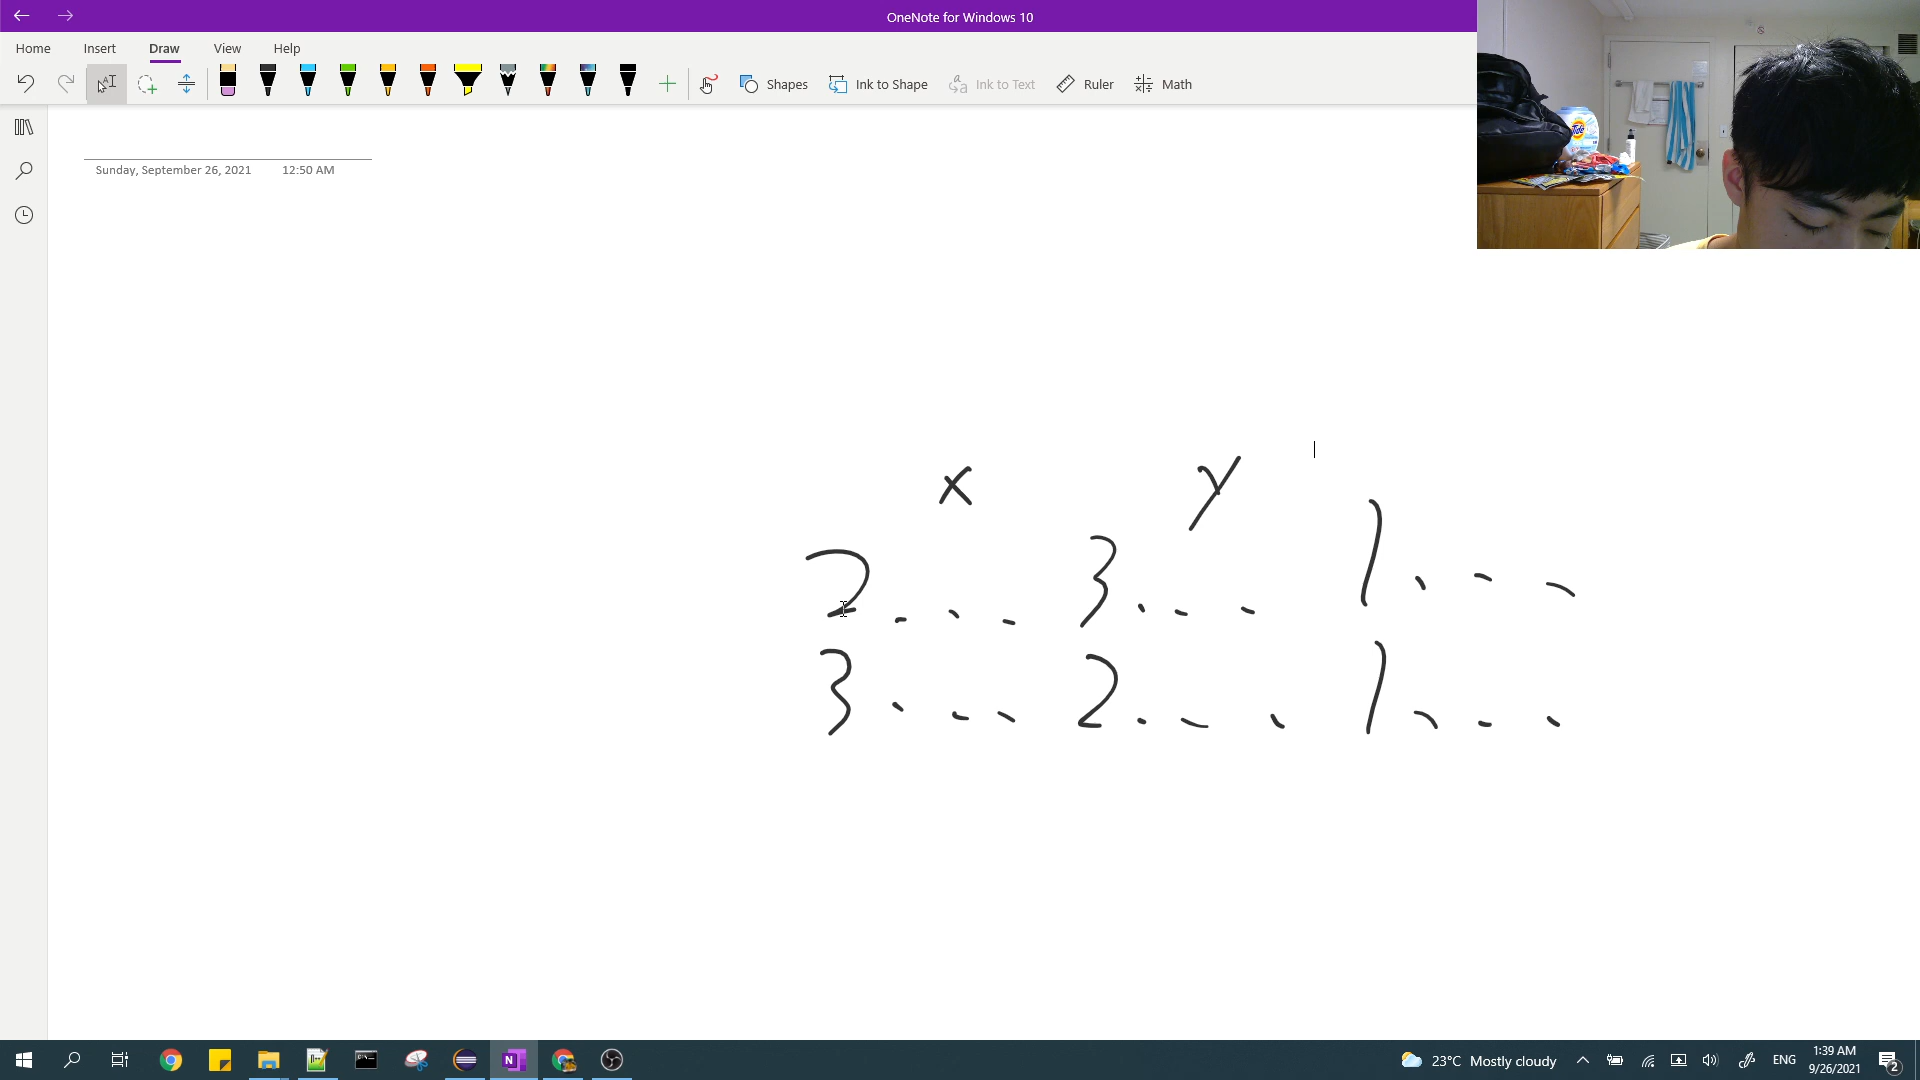 OneNote for Windows 10
Home Insert Draw View Help
Shapes Ink to Shape Ink to Text Ruler Math
Tide
Sunday, September 26, 2021 12:50 AM
x y
2 . . . 3 . . . 1 . . .
3 . . . 2 . . . 1 . . .
23°C Mostly cloudy ENG 1:39 AM
9/26/2021 2